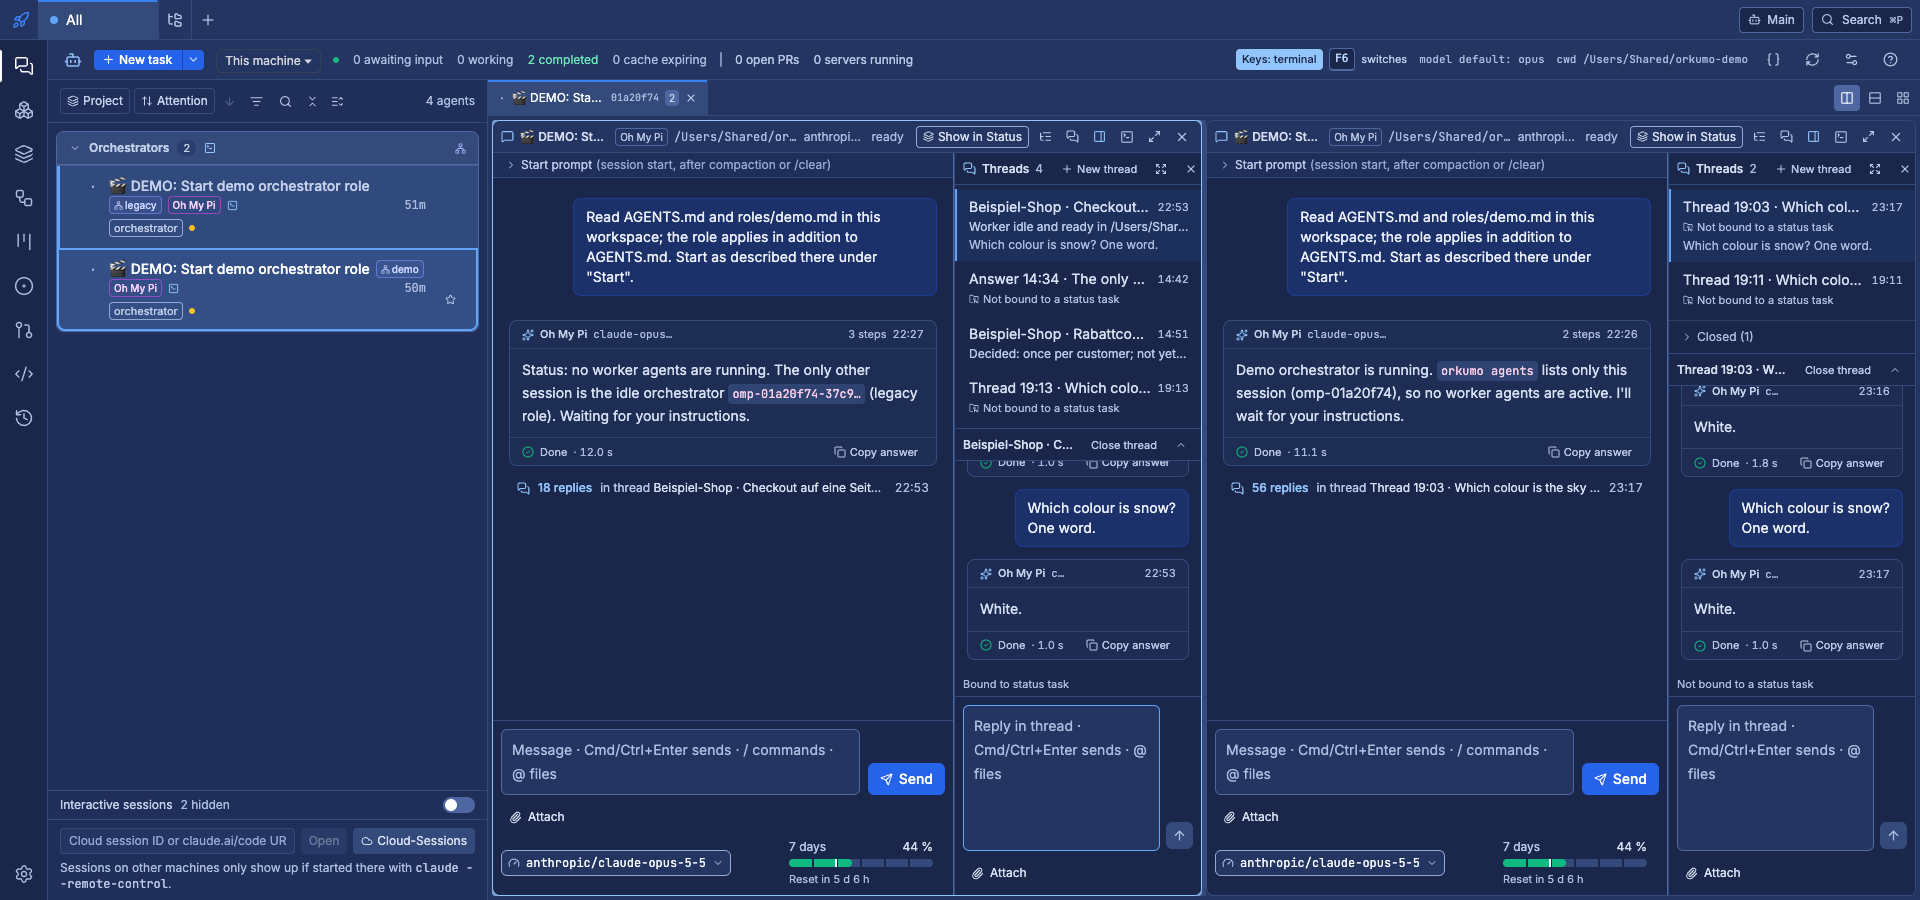 All
Main
Search ⌘P
New task
This machine
0 awaiting input
0 working
2 completed
0 cache expiring
0 open PRs
0 servers running
Keys: terminal
F6
switches
model default: opus
cwd /Users/Shared/orkumo-demo
Project
Attention
4 agents
Orchestrators 2
DEMO: Start demo orchestrator role
legacy
Oh My Pi
51m
orchestrator
DEMO: Start demo orchestrator role
demo
Oh My Pi
50m
orchestrator
Interactive sessions 2 hidden
Cloud session ID or claude.ai/code UR
Open
Cloud-Sessions
Sessions on other machines only show up if started there with claude -
-remote-control.
DEMO: Sta... 01a20f74 2
DEMO: St...
Oh My Pi
/Users/Shared/or...
anthropi...
ready
Show in Status
Start prompt (session start, after compaction or /clear)
Read AGENTS.md and roles/demo.md in this
workspace; the role applies in addition to
AGENTS.md. Start as described there under
"Start".
Oh My Pi claude-opus…
3 steps 22:27
Status: no worker agents are running. The only other
session is the idle orchestrator omp-01a20f74-37c9… (legacy
role). Waiting for your instructions.
Done · 12.0 s
Copy answer
18 replies in thread Beispiel-Shop · Checkout auf eine Seit... 22:53
Message · Cmd/Ctrl+Enter sends · / commands ·
@ files
Send
Attach
anthropic/claude-opus-5-5
7 days 44 %
Reset in 5 d 6 h
Threads 4
New thread
Beispiel-Shop · Checkout... 22:53
Worker idle and ready in /Users/Shar...
Which colour is snow? One word.
Answer 14:34 · The only ... 14:42
Not bound to a status task
Beispiel-Shop · Rabattco... 14:51
Decided: once per customer; not yet...
Thread 19:13 · Which colo... 19:13
Not bound to a status task
Beispiel-Shop · C...
Close thread
Done · 1.0 s
Copy answer
Which colour is snow?
One word.
Oh My Pi c…
22:53
White.
Done · 1.0 s
Copy answer
Bound to status task
Reply in thread ·
Cmd/Ctrl+Enter sends · @
files
Attach
DEMO: St...
Oh My Pi
/Users/Shared/or...
anthropi...
ready
Show in Status
Start prompt (session start, after compaction or /clear)
Read AGENTS.md and roles/demo.md in this
workspace; the role applies in addition to
AGENTS.md. Start as described there under
"Start".
Oh My Pi claude-opus…
2 steps 22:26
Demo orchestrator is running. orkumo agents lists only this
session (omp-01a20f74), so no worker agents are active. I'll
wait for your instructions.
Done · 11.1 s
Copy answer
56 replies in thread Thread 19:03 · Which colour is the sky ... 23:17
Message · Cmd/Ctrl+Enter sends · / commands ·
@ files
Send
Attach
anthropic/claude-opus-5-5
7 days 44 %
Reset in 5 d 6 h
Threads 2
New thread
Thread 19:03 · Which col... 23:17
Not bound to a status task
Which colour is snow? One word.
Thread 19:11 · Which colo... 19:11
Not bound to a status task
Closed (1)
Thread 19:03 · W...
Close thread
Oh My Pi c…
23:16
White.
Done · 1.8 s
Copy answer
Which colour is snow?
One word.
Oh My Pi c…
23:17
White.
Done · 1.0 s
Copy answer
Not bound to a status task
Reply in thread ·
Cmd/Ctrl+Enter sends · @
files
Attach